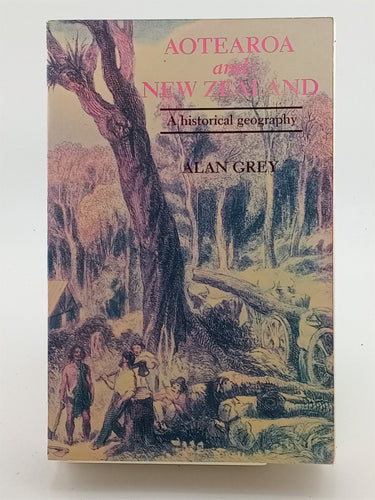 AOTEAROA
and
NEW ZEALAND
A historical geography
ALAN GREY